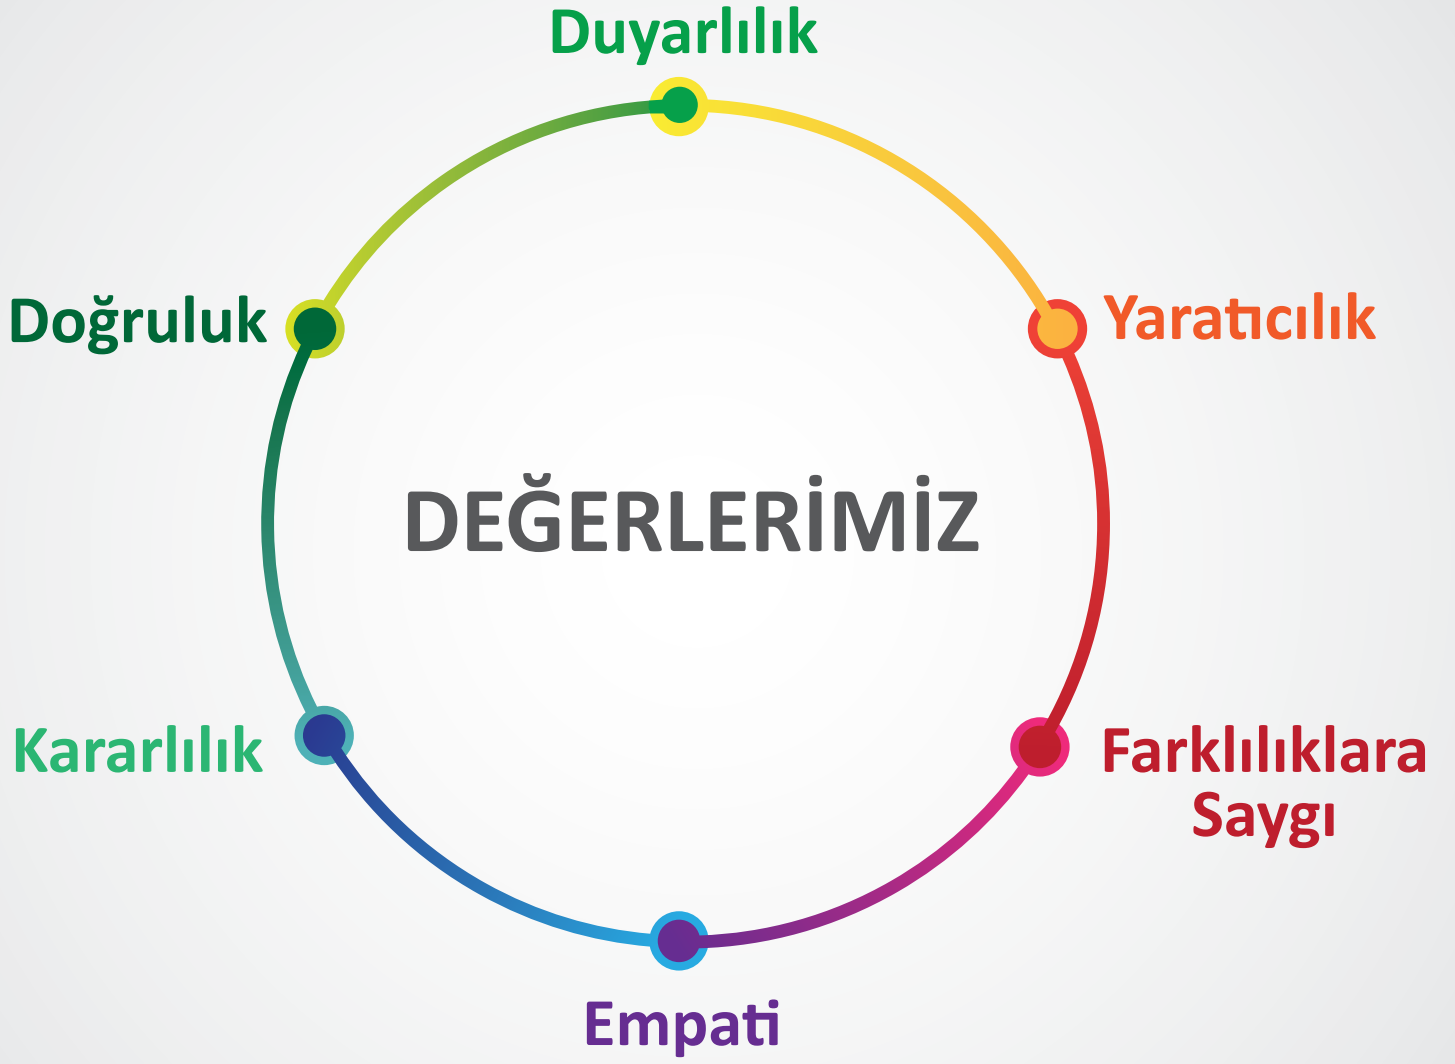 Duyarlılık
Doğruluk
Yaratıcılık
DEĞERLERİMİZ
Kararlılık
Farklılıklara
Saygı
Empati